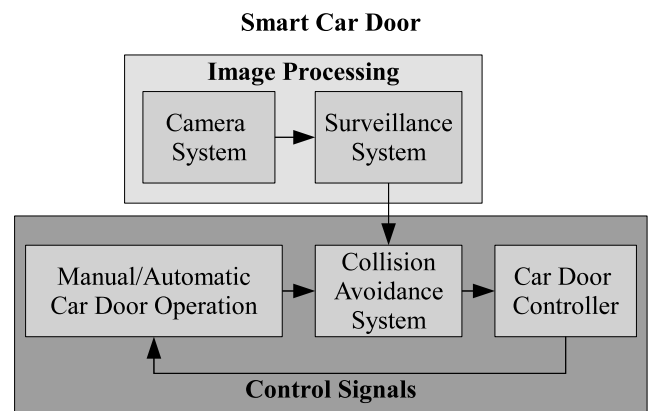 Smart Car Door
Image Processing
Camera
System
Surveillance
System
Manual/Automatic
Car Door Operation
Collision
Avoidance
System
Car Door
Controller
Control Signals